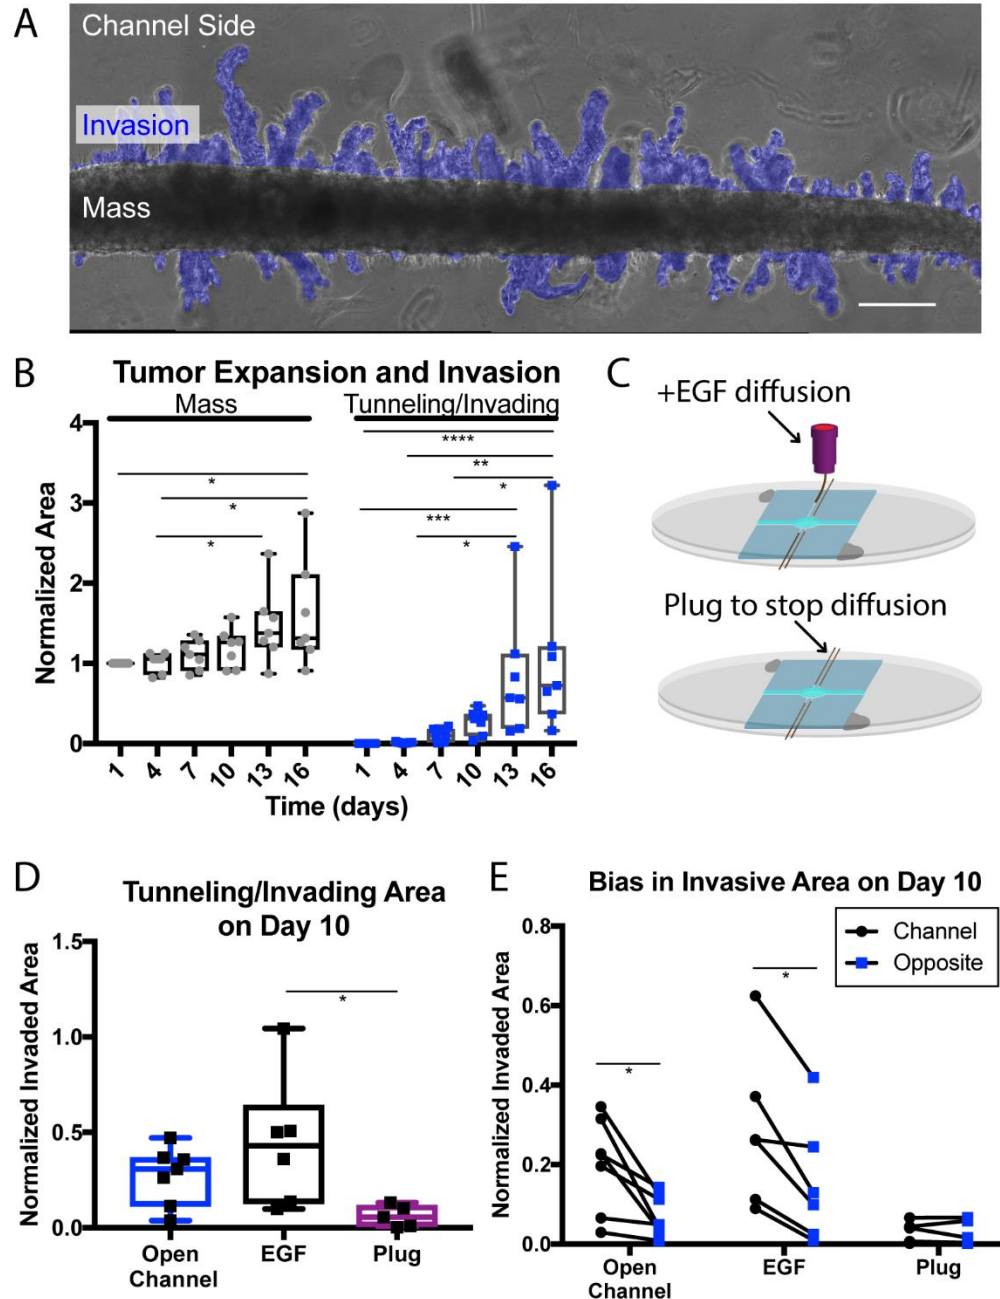 A
Channel Side
Invasion
Mass
B
Tumor Expansion and Invasion
Mass
Tunneling/Invading
****
**
*
*
*
***
*
*
4
3
2
1
0
Normalized Area
1 4 7 10 13 16 1 4 7 10 13 16
Time (days)
C
+EGF diffusion
Plug to stop diffusion
D
Tunneling/Invading Area
on Day 10
1.5
1.0
0.5
0.0
Normalized Invaded Area
*
Open
Channel
EGF
Plug
E
Bias in Invasive Area on Day 10
Channel
Opposite
0.8
0.6
0.4
0.2
0.0
Normalized Invaded Area
*
*
Open
Channel
EGF
Plug